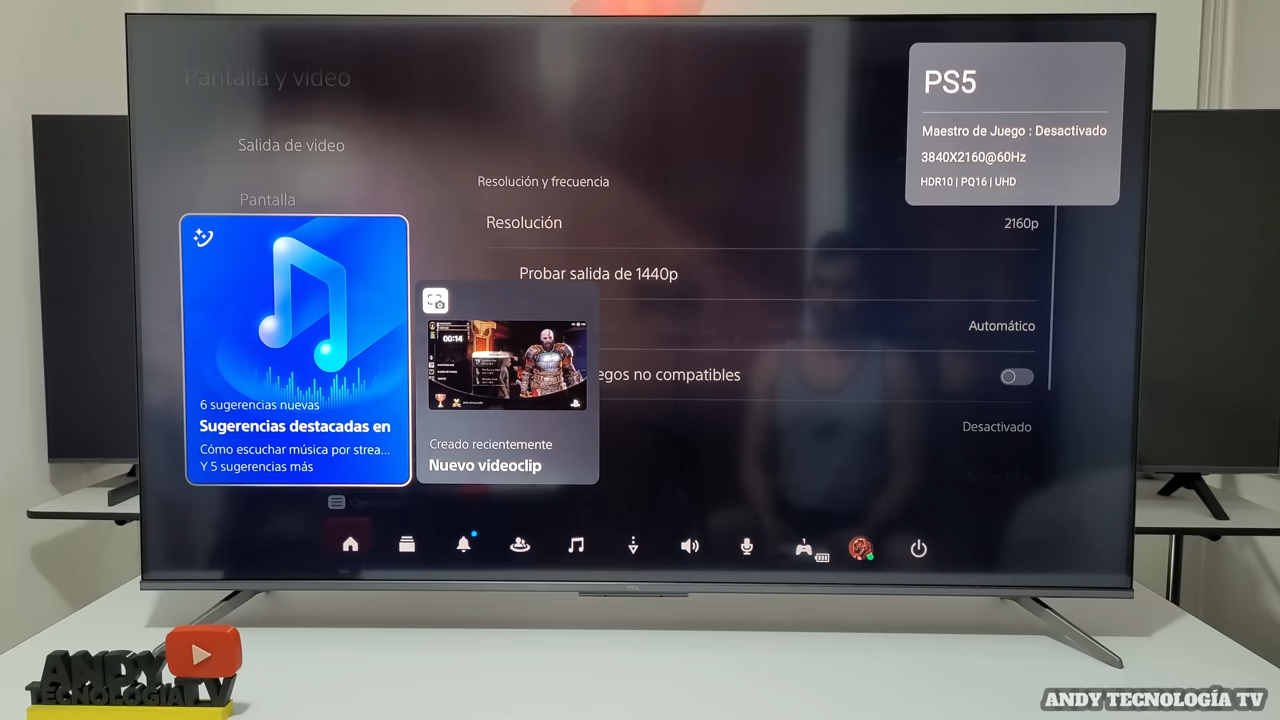 Pantalla y video
Salida de video
Pantalla
Resolución y frecuencia
Resolución
2160p
Probar salida de 1440p
Automático
egos no compatibles
Desactivado
PS5
Maestro de Juego : Desactivado
3840X2160@60Hz
HDR10 | PQ16 | UHD
6 sugerencias nuevas
Sugerencias destacadas en
Cómo escuchar música por strea...
Y 5 sugerencias más
00:14
Creado recientemente
Nuevo videoclip
TCL
ANDY
TECNOLOGÍA TV
ANDY TECNOLOGÍA TV